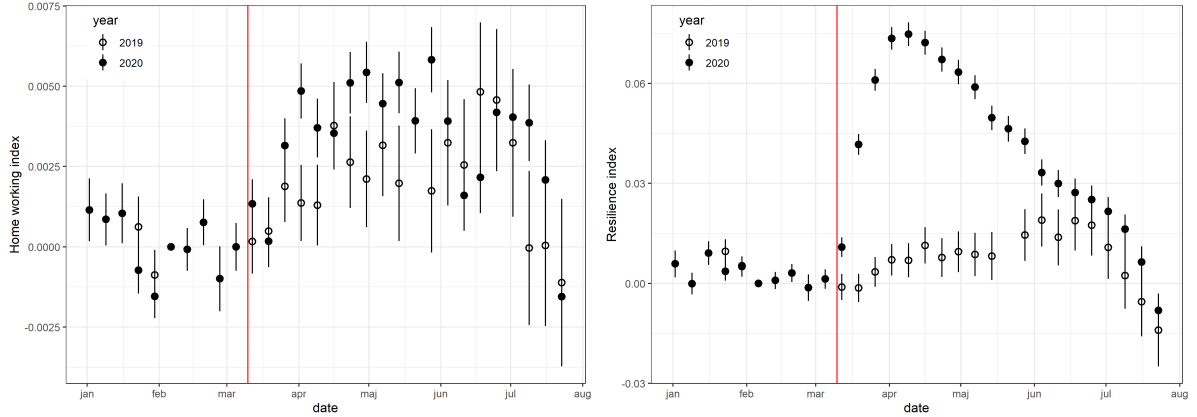 0.0075
0.0050
0.0025
0.0000
-0.0025
Home working index
year
2019
2020
jan feb mar apr maj jun jul aug
date
0.06
0.03
0.00
-0.03
Resilience index
year
2019
2020
jan feb mar apr maj jun jul aug
date